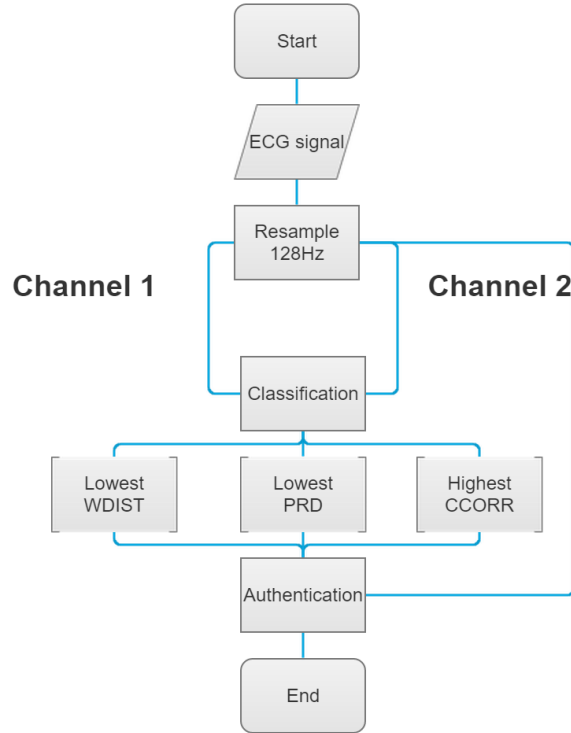 Start
ECG signal
Resample
128Hz
Channel 1
Channel 2
Classification
Lowest
WDIST
Lowest
PRD
Highest
CCORR
Authentication
End